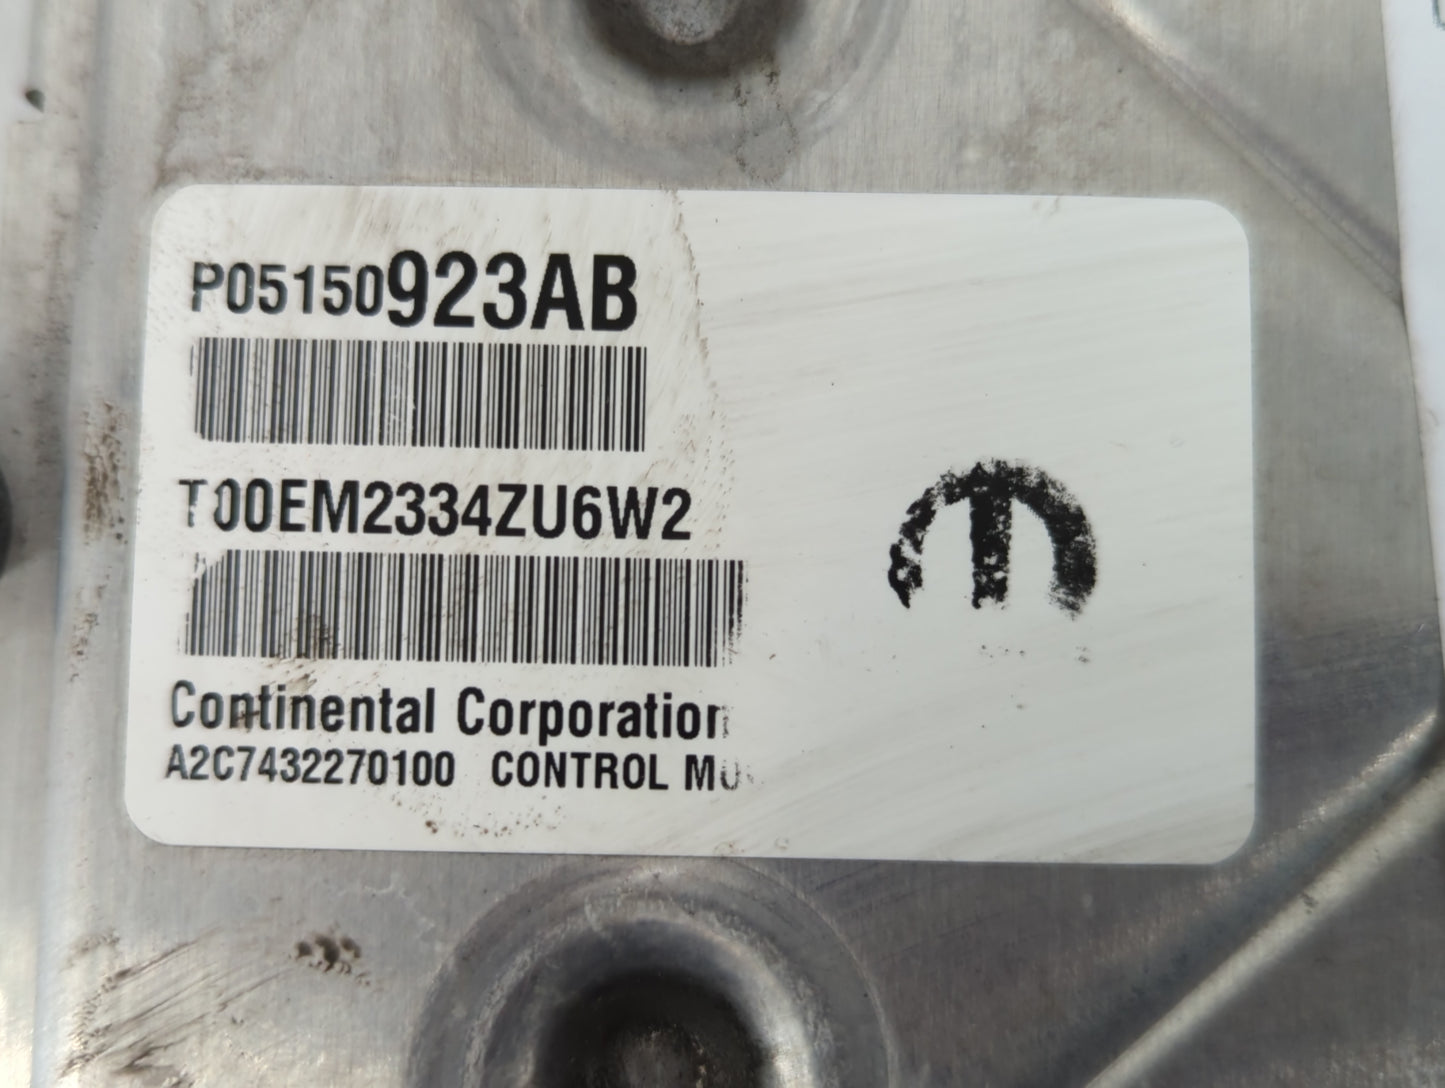 P05150923AB
T00EM2334ZU6W2
Continental Corporation
A2C7432270100 CONTROL